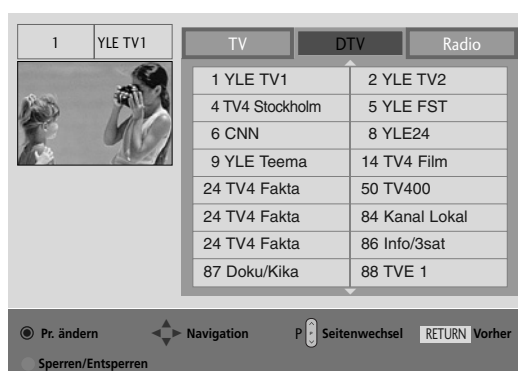 1 YLE TV1
TV DTV Radio
1 YLE TV1 2 YLE TV2
4 TV4 Stockholm 5 YLE FST
6 CNN 8 YLE24
9 YLE Teema 14 TV4 Film
24 TV4 Fakta 50 TV400
24 TV4 Fakta 84 Kanal Lokal
24 TV4 Fakta 86 Info/3sat
87 Doku/Kika 88 TVE 1
Pr. ändern Navigation P Seitenwechsel RETURN Vorher
Sperren/Entsperren